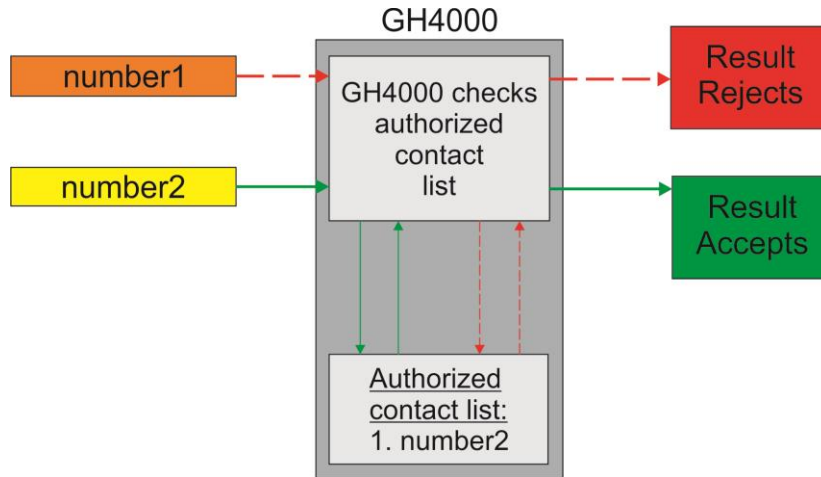 GH4000
number1
GH4000 checks
authorized
contact
list
Result
Rejects
number2
Result
Accepts
Authorized
contact list:
1. number2